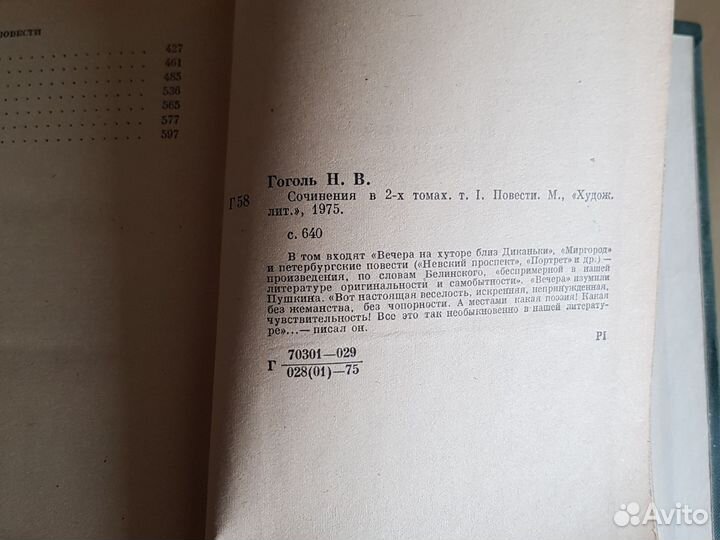 ПОВЕСТИ
427
461
485
536
565
577
597
Гоголь Н. В.
Г58
Сочинения в 2-х томах. т. I. Повести. М., «Худож.
лит.», 1975.
с. 640
В том входят «Вечера на хуторе близ Диканьки», «Миргород»
и петербургские повести («Невский проспект», «Портрет» и др.) —
произведения, по словам Белинского, «беспримерной в нашей
литературе оригинальности и самобытности». «Вечера» изумили
Пушкина. «Вот настоящая веселость, искренняя, непринужденная,
без жеманства, без чопорности. А местами какая поэзия! Какая
чувствительность! Все это так необыкновенно в нашей литерату-
ре»...— писал он.
Г 70301—029
028(01)—75
РI
Avito